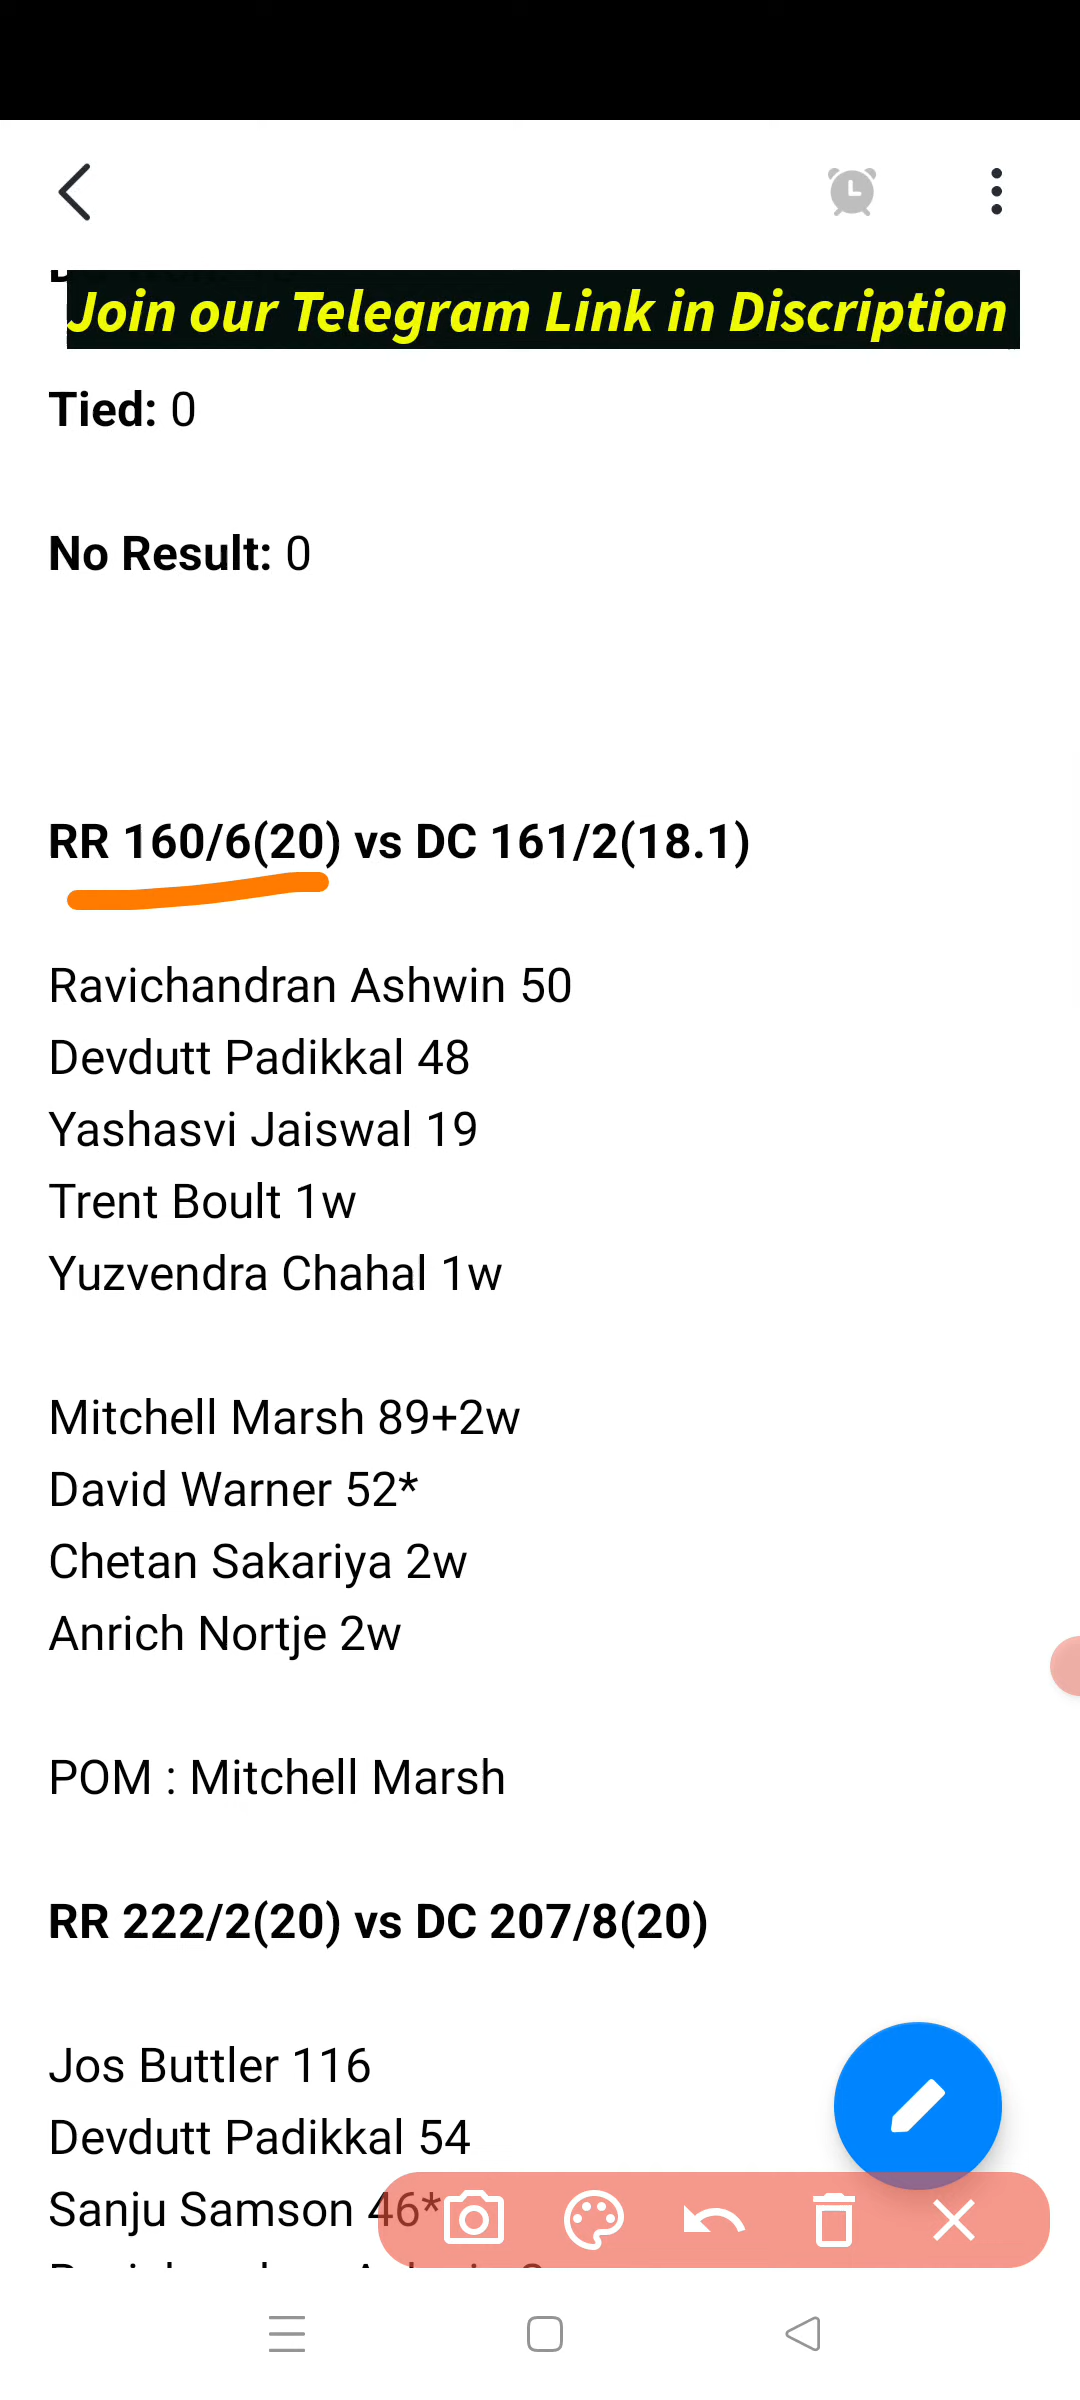 Join our Telegram Link in Discription
Tied: 0
No Result: 0
RR 160/6(20) vs DC 161/2(18.1)
Ravichandran Ashwin 50
Devdutt Padikkal 48
Yashasvi Jaiswal 19
Trent Boult 1w
Yuzvendra Chahal 1w
Mitchell Marsh 89+2w
David Warner 52*
Chetan Sakariya 2w
Anrich Nortje 2w
POM : Mitchell Marsh
RR 222/2(20) vs DC 207/8(20)
Jos Buttler 116
Devdutt Padikkal 54
Sanju Samson 46*